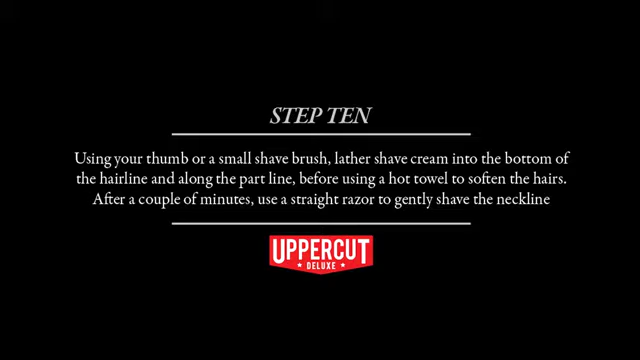 STEP TEN
Using your thumb or a small shave brush, lather shave cream into the bottom of
the hairline and along the part line, before using a hot towel to soften the hairs.
After a couple of minutes, use a straight razor to gently shave the neckline
UPPERCUT
DELUXE